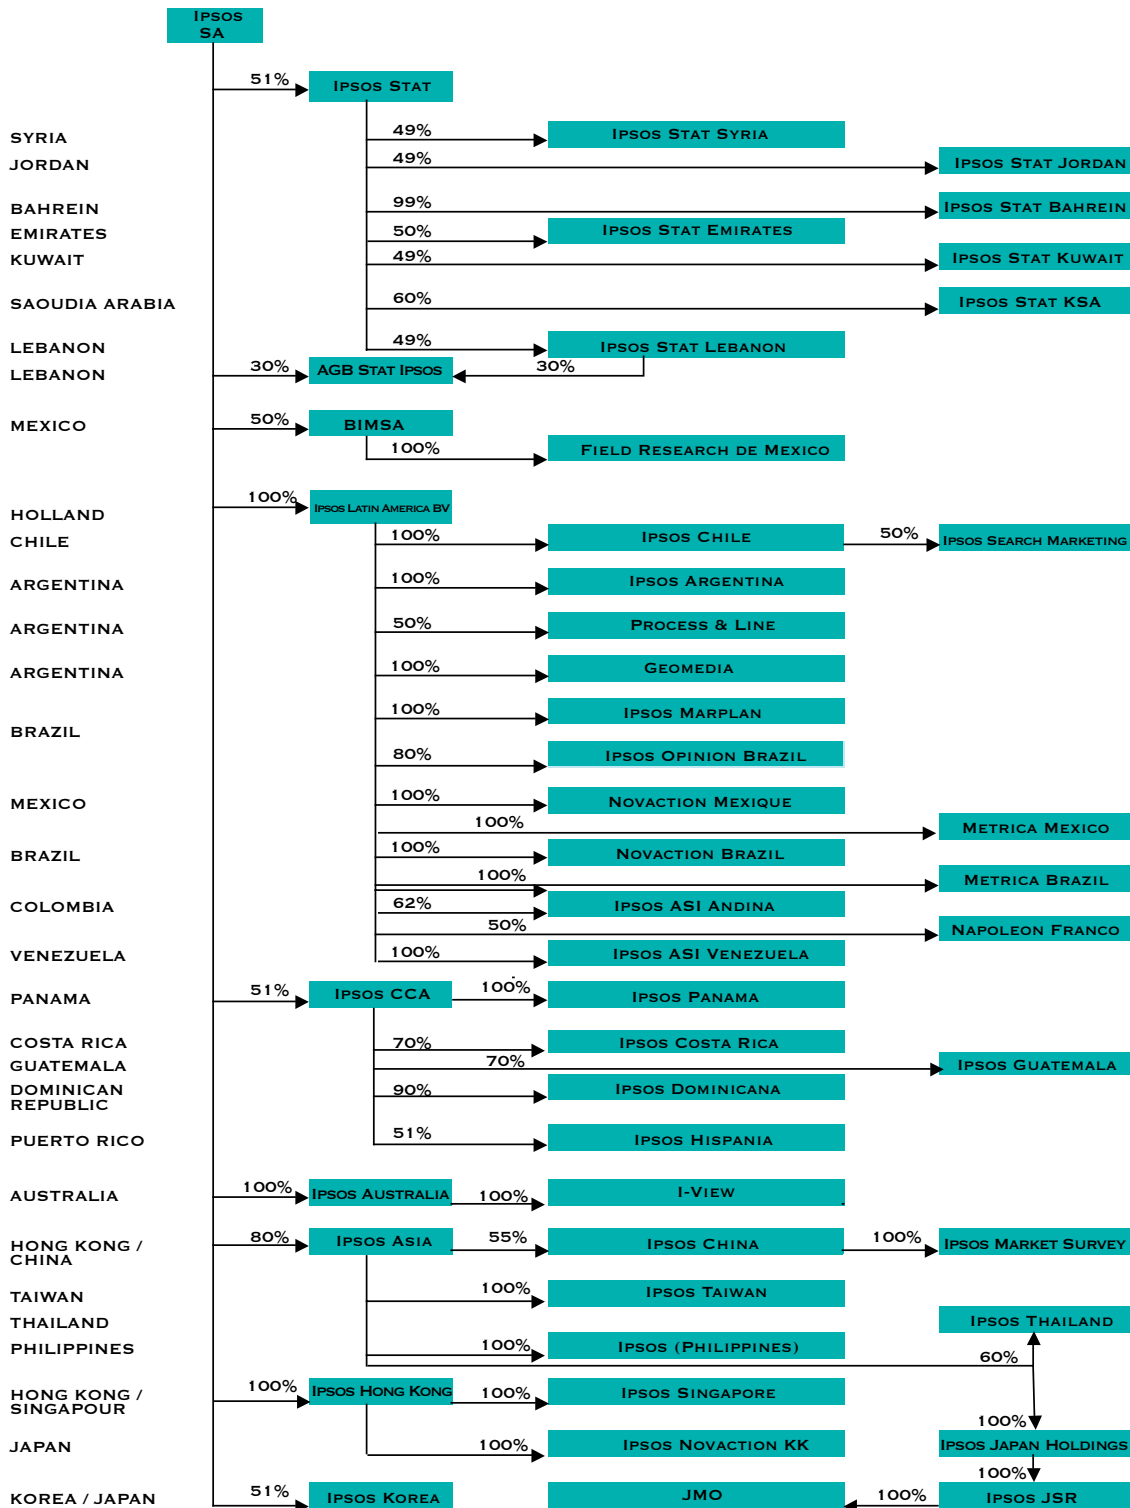 IPSOS
SA
51%
IPSOS STAT
SYRIA
49%
IPSOS STAT SYRIA
JORDAN
49%
IPSOS STAT JORDAN
BAHREIN
99%
IPSOS STAT BAHREIN
EMIRATES
50%
IPSOS STAT EMIRATES
KUWAIT
49%
IPSOS STAT KUWAIT
SAOUDIA ARABIA
60%
IPSOS STAT KSA
LEBANON
49%
IPSOS STAT LEBANON
LEBANON
30%
AGB STAT IPSOS
30%
MEXICO
50%
BIMSA
100%
FIELD RESEARCH DE MEXICO
100%
IPSOS LATIN AMERICA BV
HOLLAND
CHILE
100%
IPSOS CHILE
50%
IPSOS SEARCH MARKETING
ARGENTINA
100%
IPSOS ARGENTINA
ARGENTINA
50%
PROCESS & LINE
ARGENTINA
100%
GEOMEDIA
100%
IPSOS MARPLAN
BRAZIL
80%
IPSOS OPINION BRAZIL
MEXICO
100%
NOVACTION MEXIQUE
100%
METRICA MEXICO
BRAZIL
100%
NOVACTION BRAZIL
100%
METRICA BRAZIL
COLOMBIA
62%
IPSOS ASI ANDINA
50%
NAPOLEON FRANCO
VENEZUELA
100%
IPSOS ASI VENEZUELA
PANAMA
51%
IPSOS CCA
100%
IPSOS PANAMA
COSTA RICA
70%
IPSOS COSTA RICA
GUATEMALA
70%
IPSOS GUATEMALA
DOMINICAN
REPUBLIC
90%
IPSOS DOMINICANA
PUERTO RICO
51%
IPSOS HISPANIA
AUSTRALIA
100%
IPSOS AUSTRALIA
100%
I-VIEW
HONG KONG /
CHINA
80%
IPSOS ASIA
55%
IPSOS CHINA
100%
IPSOS MARKET SURVEY
TAIWAN
100%
IPSOS TAIWAN
THAILAND
IPSOS THAILAND
PHILIPPINES
100%
IPSOS (PHILIPPINES)
60%
HONG KONG /
SINGAPOUR
100%
IPSOS HONG KONG
100%
IPSOS SINGAPORE
100%
JAPAN
100%
IPSOS NOVACTION KK
IPSOS JAPAN HOLDINGS
100%
KOREA / JAPAN
51%
IPSOS KOREA
JMO
100%
IPSOS JSR